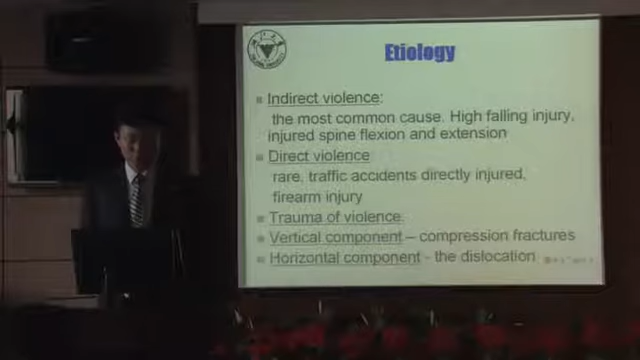 Etiology
Indirect violence:
the most common cause. High falling injury,
injured spine flexion and extension
Direct violence
rare, traffic accidents directly injured,
firearm injury
Trauma of violence:
Vertical component – compression fractures
Horizontal component - the dislocation